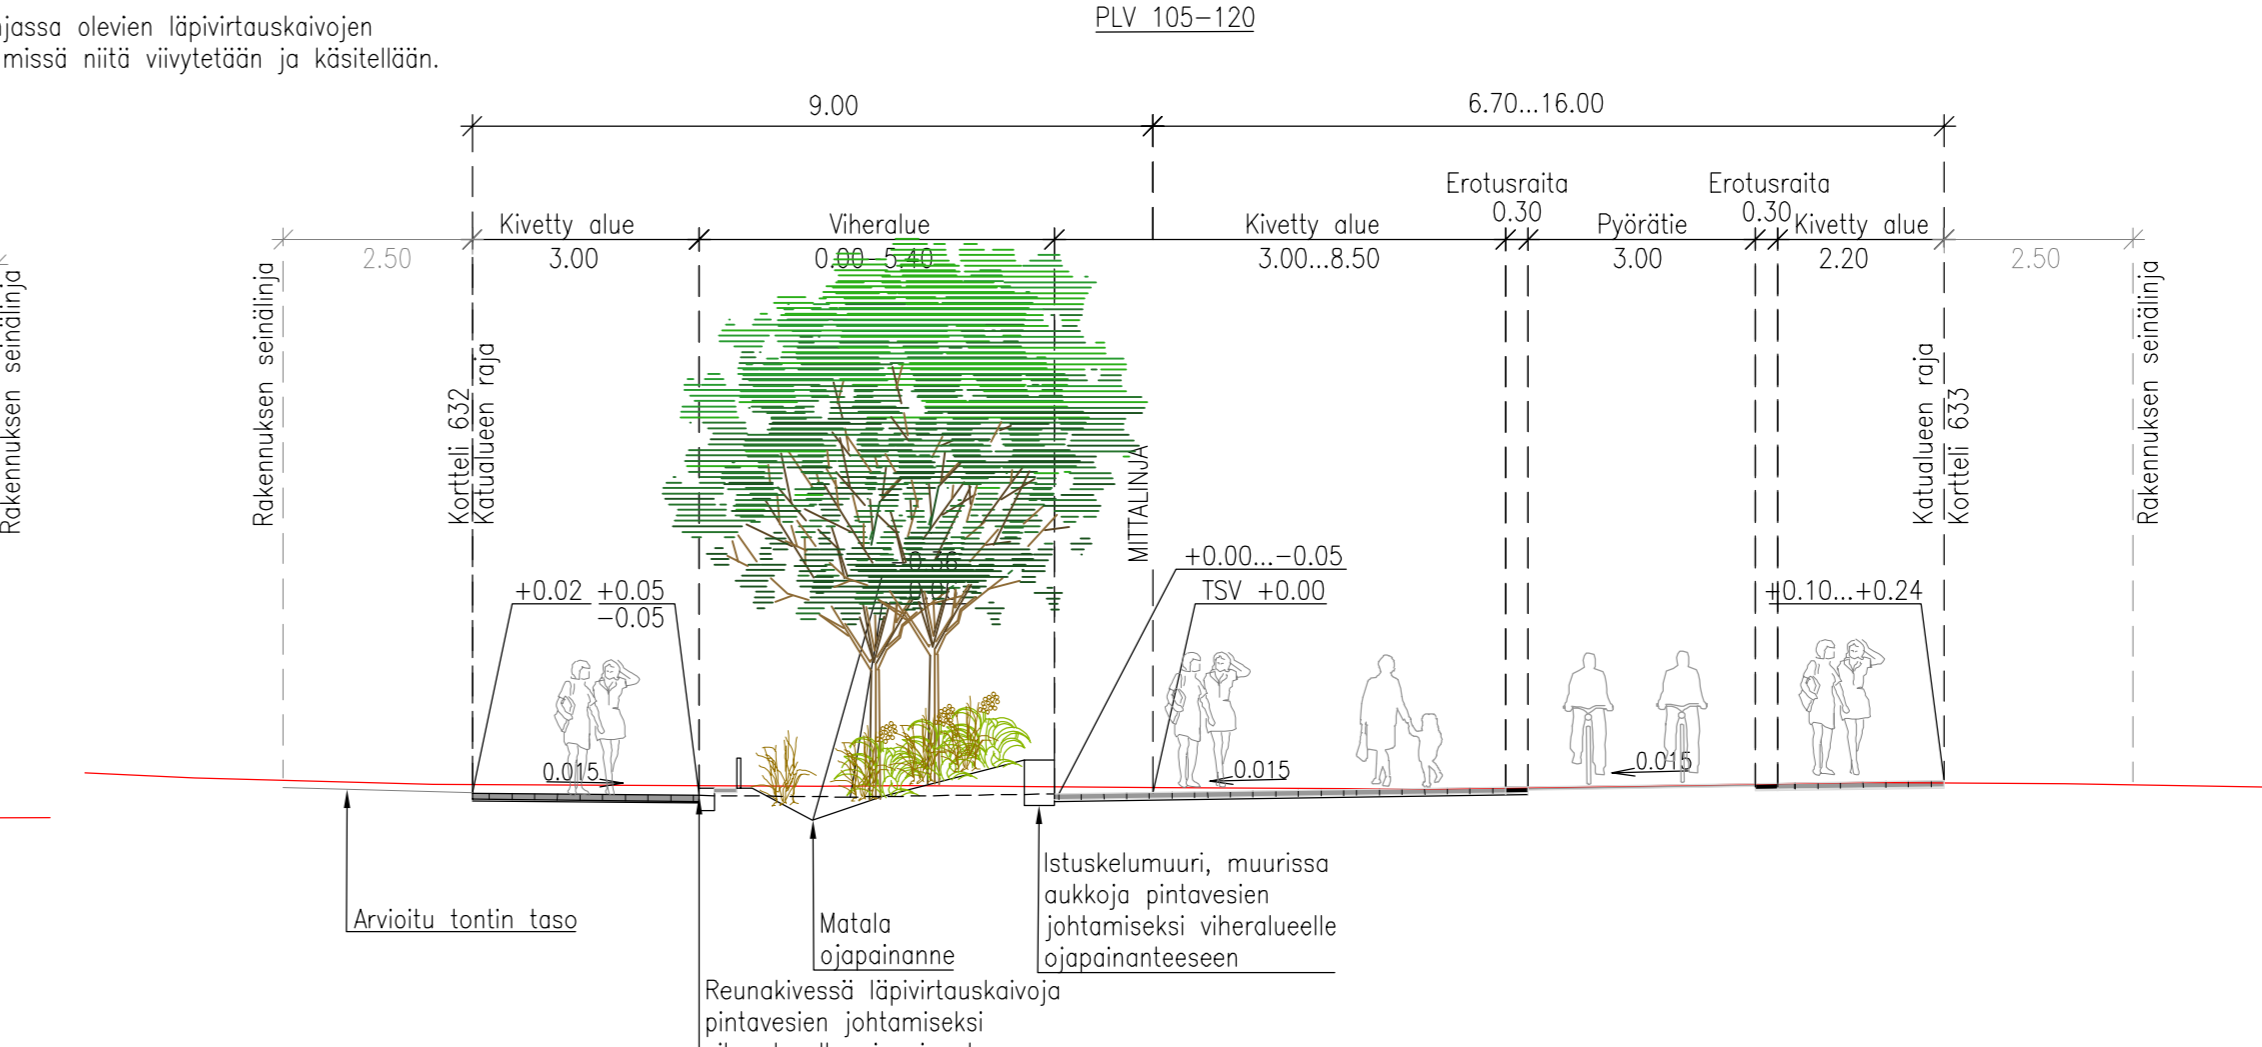 PLV 105-120
jassa olevien läpivirtauskaivojen
missä niitä viivytetään ja käsitellään.
9.00
6.70...16.00
Erotusraita
0.30
Erotusraita
0.30
Kivetty alue
Viheralue
Kivetty alue
Pyörätie
Kivetty alue
2.50
3.00
0.00-5.40
3.00...8.50
3.00
2.20
2.50
Rakennuksen seinälinja
Rakennuksen seinälinja
Kortteli 632
Katualueen raja
MITTALINJA
Katualueen raja
Kortteli 633
Rakennuksen seinälinja
+0.02
+0.05
-0.05
+0.00...-0.05
TSV +0.00
+0.10...+0.24
0.015
0.015
0.015
Arvioitu tontin taso
Matala
ojapainanne
Istuskelumuuri, muurissa
aukkoja pintavesien
johtamiseksi viheralueelle
ojapainanteeseen
Reunakivessä läpivirtauskaivoja
pintavesien johtamiseksi